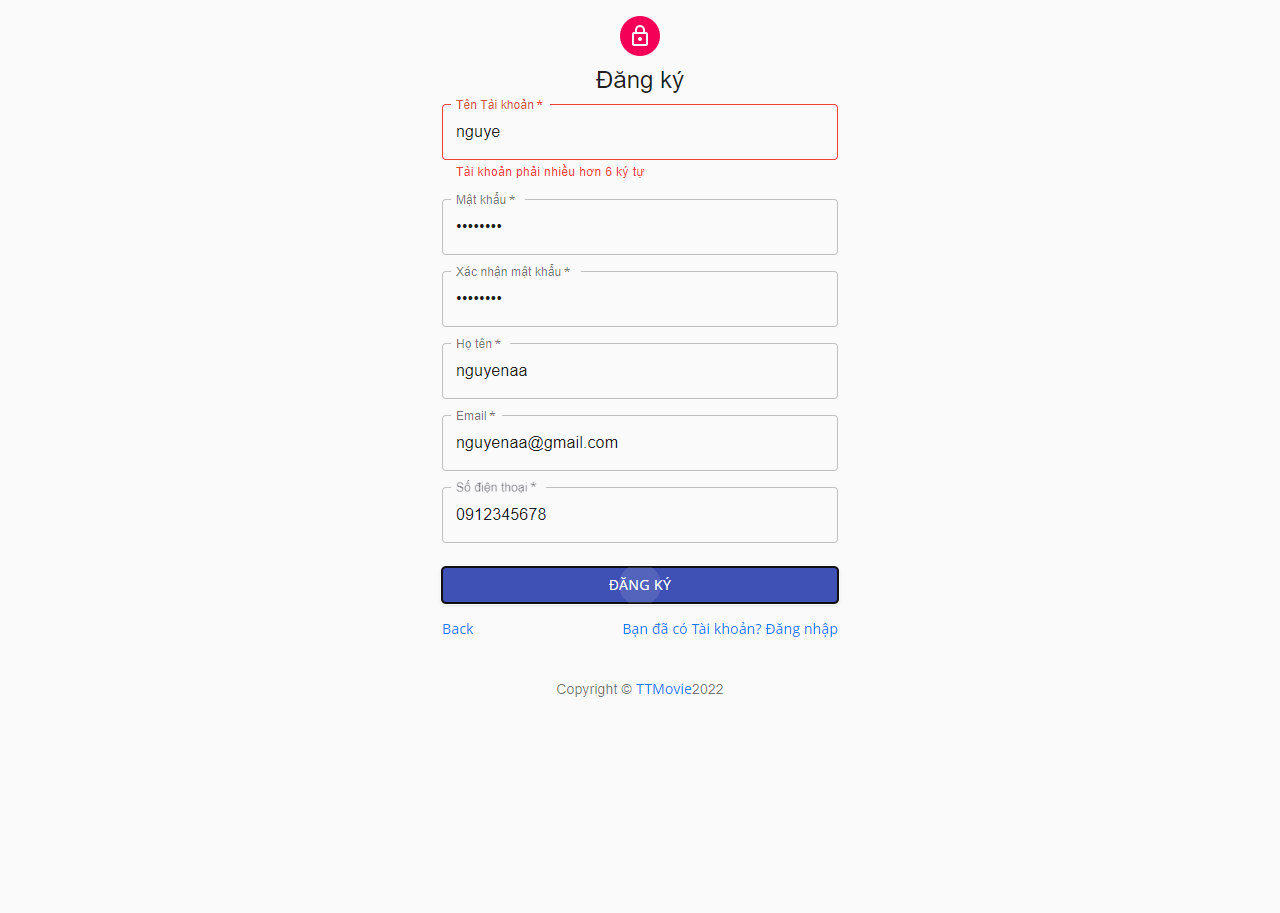 Đăng ký
Tên Tài khoản *
nguye
Tài khoản phải nhiều hơn 6 ký tự
Mật khẩu *
••••••••
Xác nhận mật khẩu *
••••••••
Họ tên *
nguyenaa
Email *
nguyenaa@gmail.com
Số điện thoại *
0912345678
ĐĂNG KÝ
Back Bạn đã có Tài khoản? Đăng nhập
Copyright © TTMovie2022